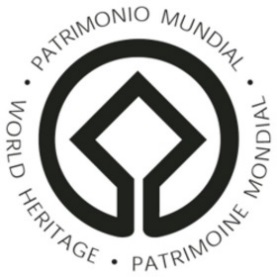 PATRIMONIO MUNDIAL
WORLD HERITAGE
PATRIMOINE MONDIAL